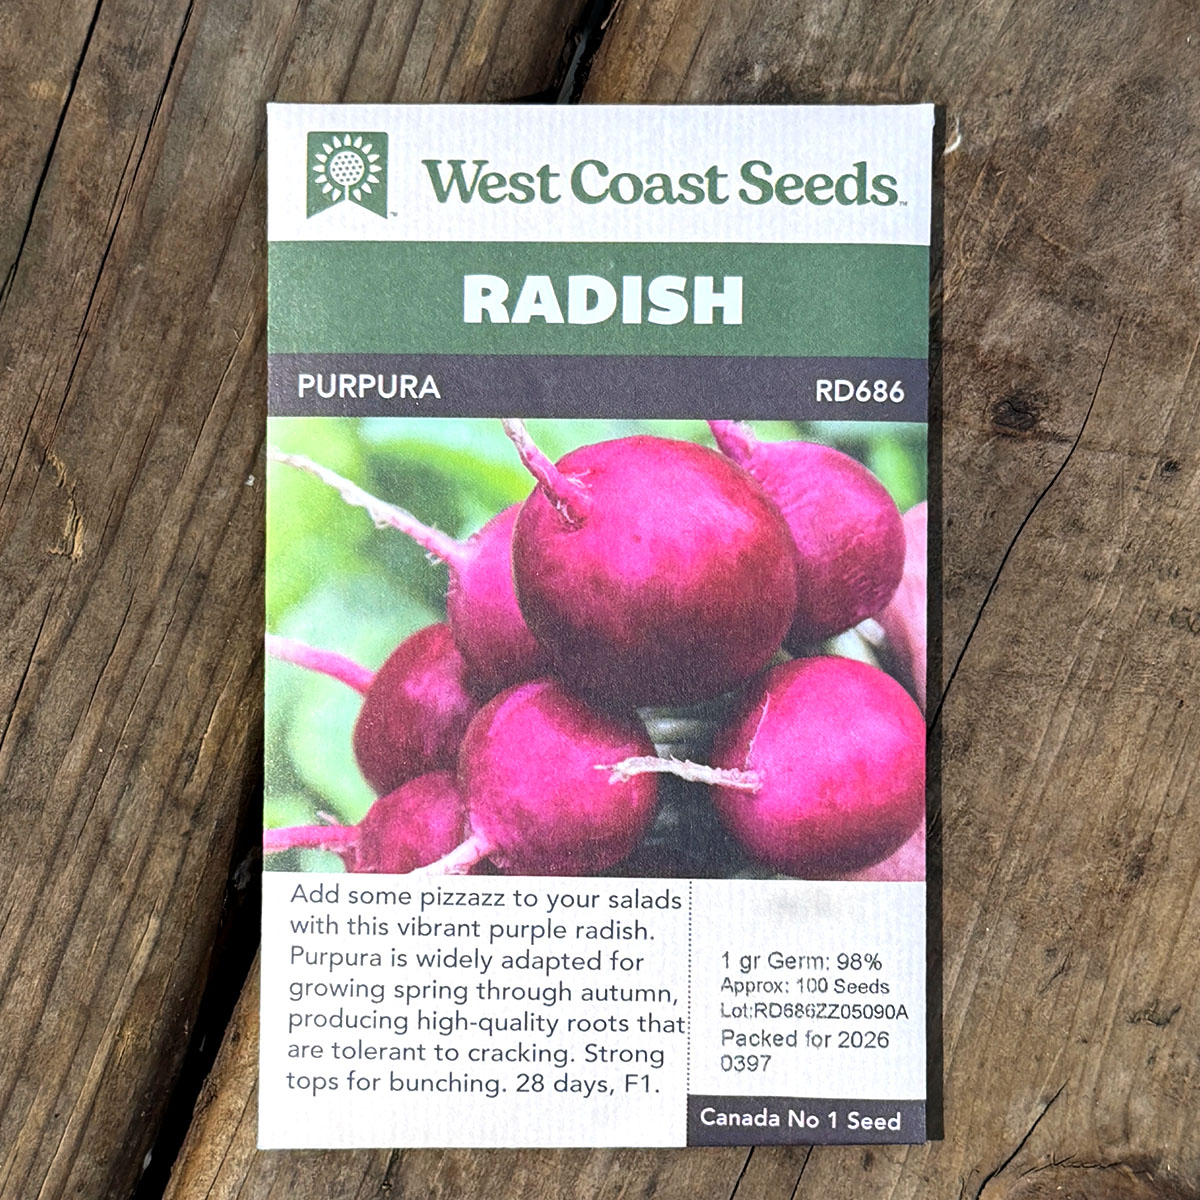 West Coast Seeds™
RADISH
PURPURA
RD686
Add some pizzazz to your salads
with this vibrant purple radish.
Purpura is widely adapted for
growing spring through autumn,
producing high-quality roots that
are tolerant to cracking. Strong
tops for bunching. 28 days, F1.
1 gr Germ: 98%
Approx: 100 Seeds
Lot:RD686ZZ05090A
Packed for 2026
0397
Canada No 1 Seed